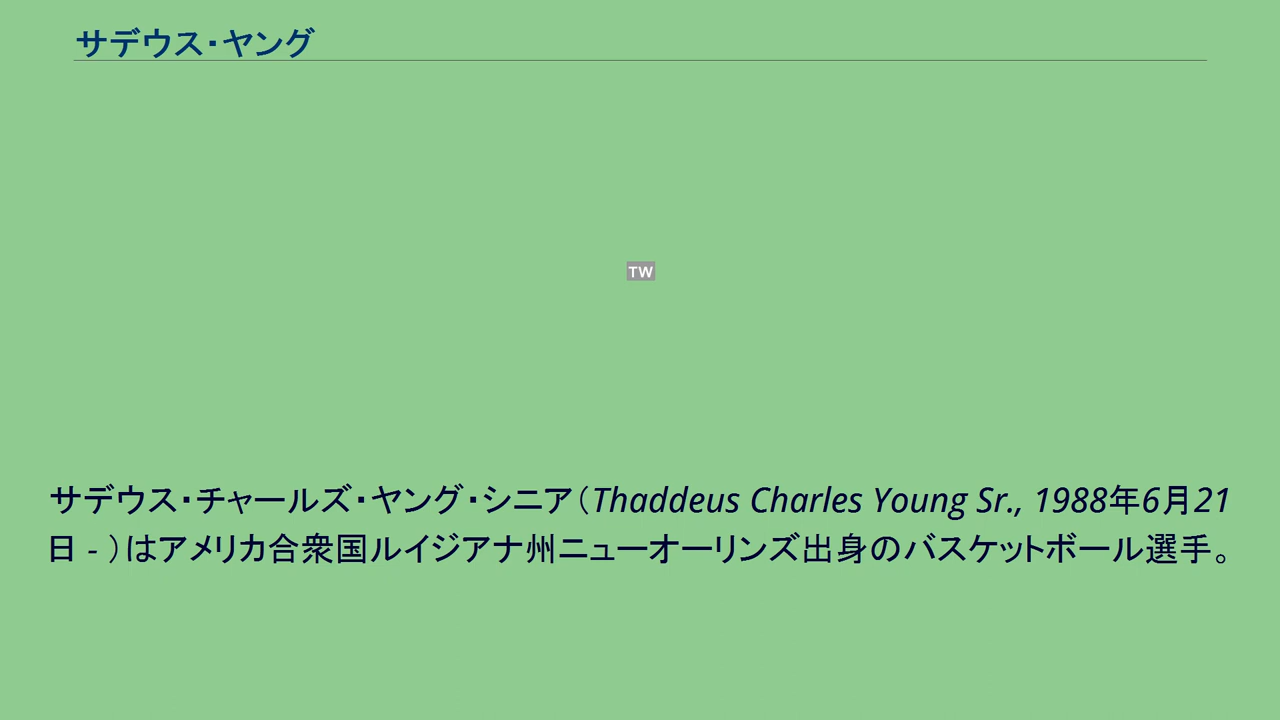 サデウス・ヤング
TW
サデウス・チャールズ・ヤング・シニア（Thaddeus Charles Young Sr., 1988年6月21
日 - ）はアメリカ合衆国ルイジアナ州ニューオーリンズ出身のバスケットボール選手。